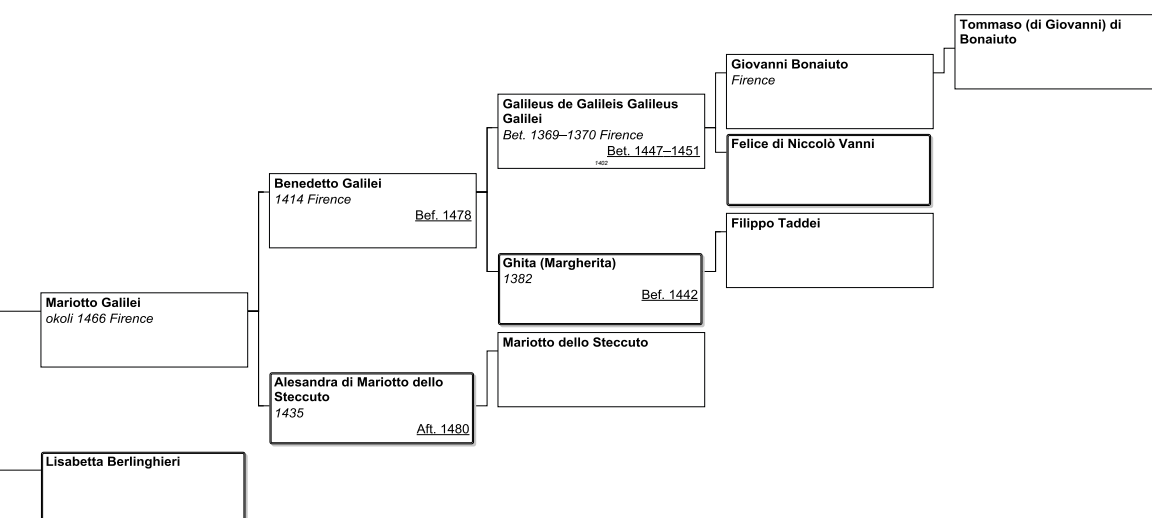 Tommaso (di Giovanni) di
Bonaiuto
Giovanni Bonaiuto
Firence
Galileus de Galileis Galileus
Galilei
Bet. 1369–1370 Firence
Bet. 1447–1451
1402
Felice di Niccolò Vanni
Benedetto Galilei
1414 Firence
Bef. 1478
Filippo Taddei
Ghita (Margherita)
1382
Bef. 1442
Mariotto Galilei
okoli 1466 Firence
Mariotto dello Steccuto
Alesandra di Mariotto dello
Steccuto
1435
Aft. 1480
Lisabetta Berlinghieri